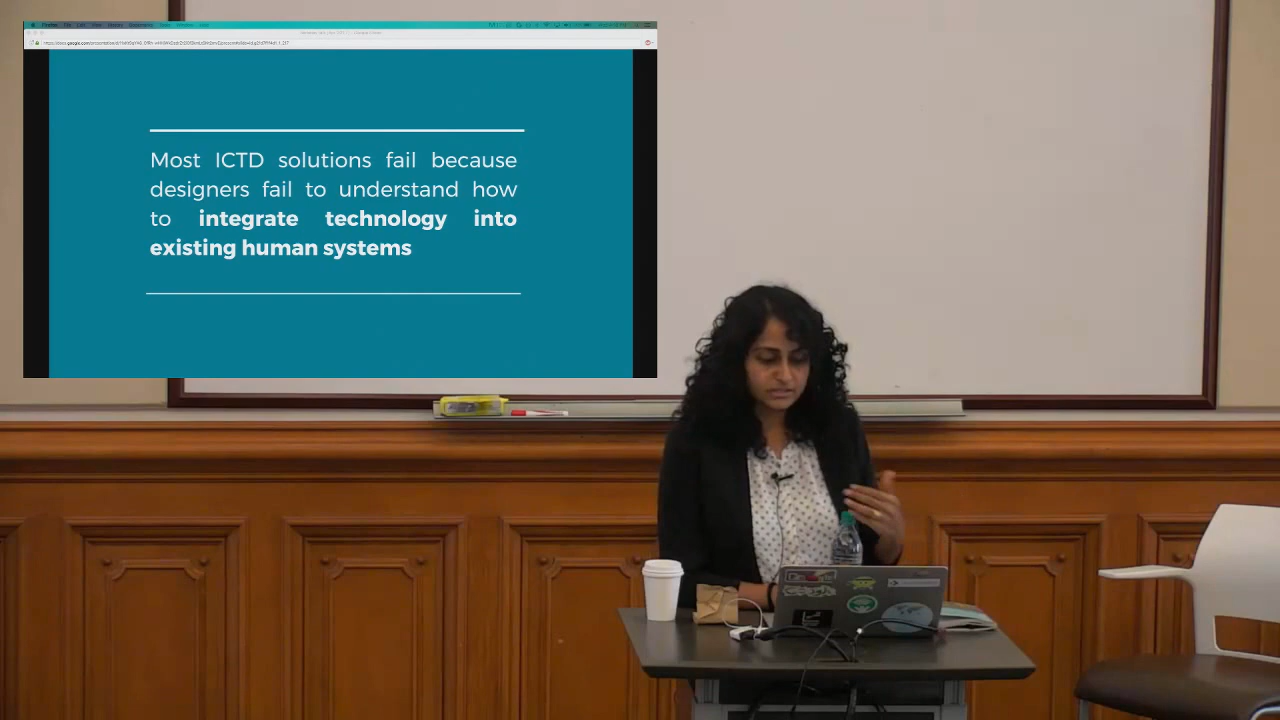 Most ICTD solutions fail because
designers fail to understand how
to integrate technology into
existing human systems